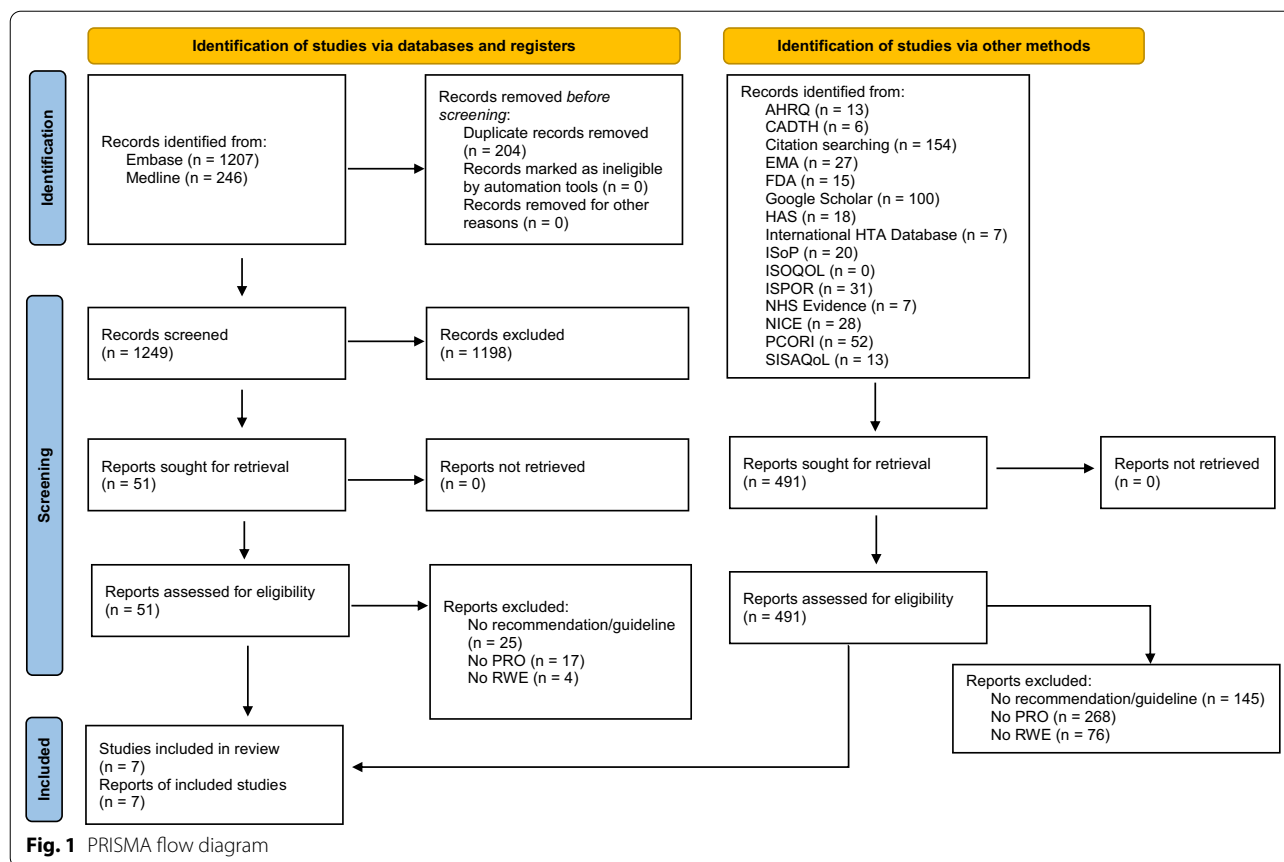 Identification of studies via databases and registers
Identification of studies via other methods
Identification
Records identified from:
Embase (n = 1207)
Medline (n = 246)
Records removed before
screening:
Duplicate records removed
(n = 204)
Records marked as ineligible
by automation tools (n = 0)
Records removed for other
reasons (n = 0)
Records identified from:
AHRQ (n = 13)
CADTH (n = 6)
Citation searching (n = 154)
EMA (n = 27)
FDA (n = 15)
Google Scholar (n = 100)
HAS (n = 18)
International HTA Database (n = 7)
ISoP (n = 20)
ISOQOL (n = 0)
ISPOR (n = 31)
NHS Evidence (n = 7)
NICE (n = 28)
PCORI (n = 52)
SISAQoL (n = 13)
Screening
Records screened
(n = 1249)
Records excluded
(n = 1198)
Reports sought for retrieval
(n = 51)
Reports not retrieved
(n = 0)
Reports sought for retrieval
(n = 491)
Reports not retrieved
(n = 0)
Reports assessed for eligibility
(n = 51)
Reports excluded:
No recommendation/guideline
(n = 25)
No PRO (n = 17)
No RWE (n = 4)
Reports assessed for eligibility
(n = 491)
Reports excluded:
No recommendation/guideline (n = 145)
No PRO (n = 268)
No RWE (n = 76)
Included
Studies included in review
(n = 7)
Reports of included studies
(n = 7)
Fig. 1 PRISMA flow diagram